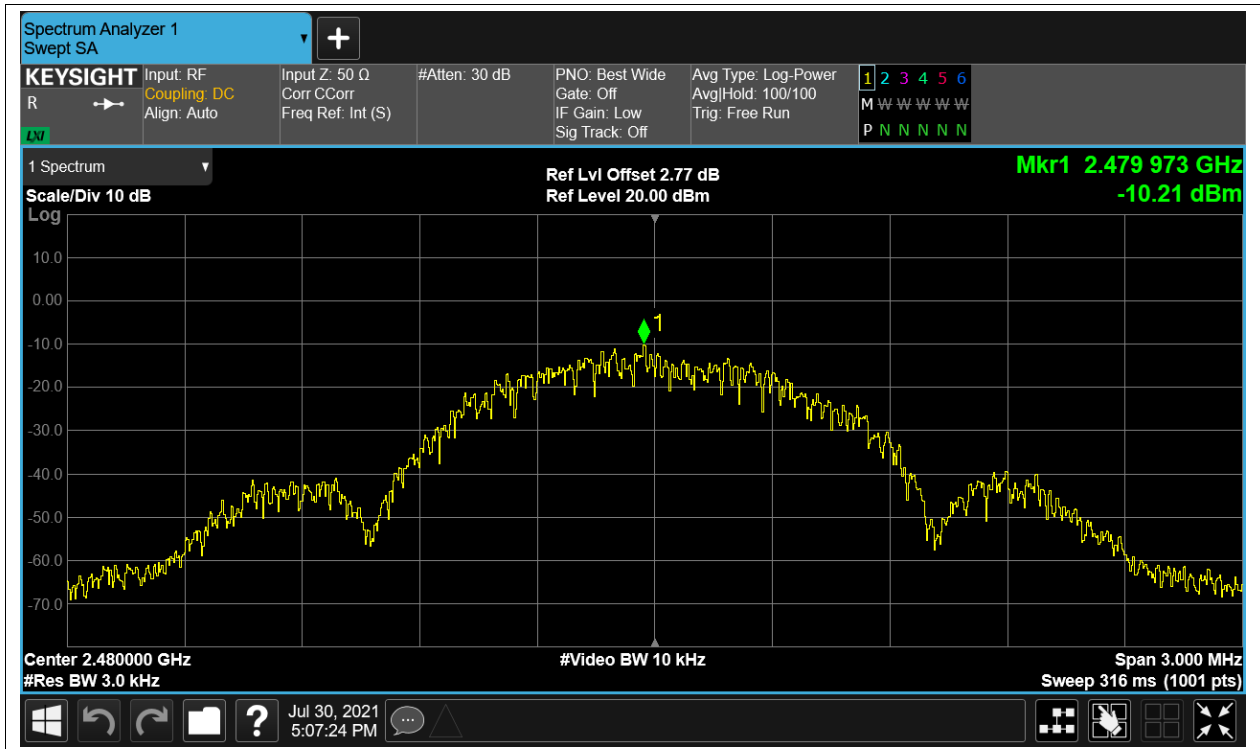 Spectrum Analyzer 1
Swept SA
+
KEYSIGHT
R
LXI
Input: RF
Coupling: DC
Align: Auto
Input Z: 50 Ω
Corr CCorr
Freq Ref: Int (S)
#Atten: 30 dB
PNO: Best Wide
Gate: Off
IF Gain: Low
Sig Track: Off
Avg Type: Log-Power
Avg|Hold: 100/100
Trig: Free Run
1 2 3 4 5 6
M W W W W W
P N N N N N
1 Spectrum
Scale/Div 10 dB
Ref Lvl Offset 2.77 dB
Ref Level 20.00 dBm
Mkr1 2.479 973 GHz
-10.21 dBm
Log
10.0
0.00
1
-10.0
-20.0
-30.0
-40.0
-50.0
-60.0
-70.0
Center 2.480000 GHz
#Video BW 10 kHz
Span 3.000 MHz
#Res BW 3.0 kHz
Sweep 316 ms (1001 pts)
?
Jul 30, 2021
5:07:24 PM